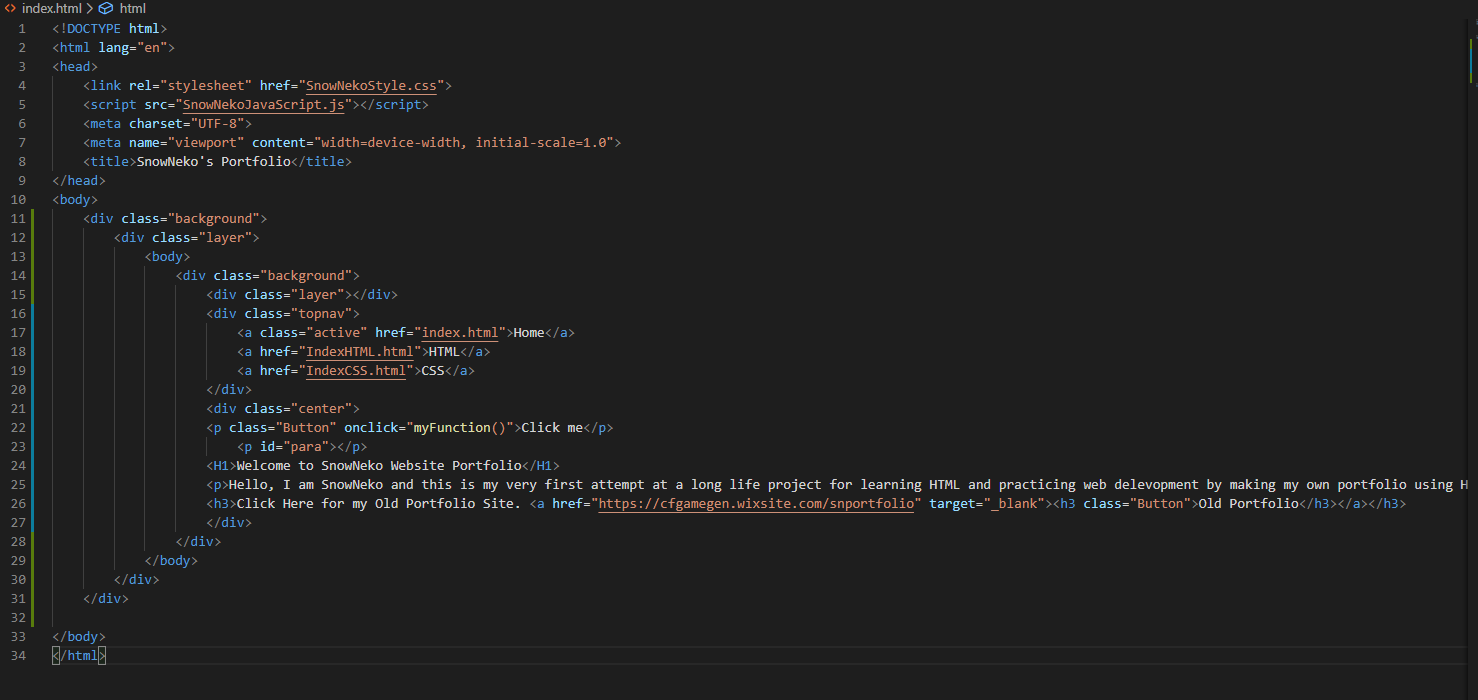 index.html > html
1 <!DOCTYPE html>
2 <html lang="en">
3 <head>
4 <link rel="stylesheet" href="SnowNekoStyle.css">
5 <script src="SnowNekoJavaScript.js"></script>
6 <meta charset="UTF-8">
7 <meta name="viewport" content="width=device-width, initial-scale=1.0">
8 <title>SnowNeko's Portfolio</title>
9 </head>
10 <body>
11 <div class="background">
12 <div class="layer">
13 <body>
14 <div class="background">
15 <div class="layer"></div>
16 <div class="topnav">
17 <a class="active" href="index.html">Home</a>
18 <a href="IndexHTML.html">HTML</a>
19 <a href="IndexCSS.html">CSS</a>
20 </div>
21 <div class="center">
22 <p class="Button" onclick="myFunction()">Click me</p>
23 <p id="para"></p>
24 <H1>Welcome to SnowNeko Website Portfolio</H1>
25 <p>Hello, I am SnowNeko and this is my very first attempt at a long life project for learning HTML and practicing web delevopment by making my own portfolio using H
26 <h3>Click Here for my Old Portfolio Site. <a href="https://cfgamegen.wixsite.com/snportfolio" target="_blank"><h3 class="Button">Old Portfolio</h3></a></h3>
27 </div>
28 </div>
29 </body>
30 </div>
31 </div>
32
33 </body>
34 </html>